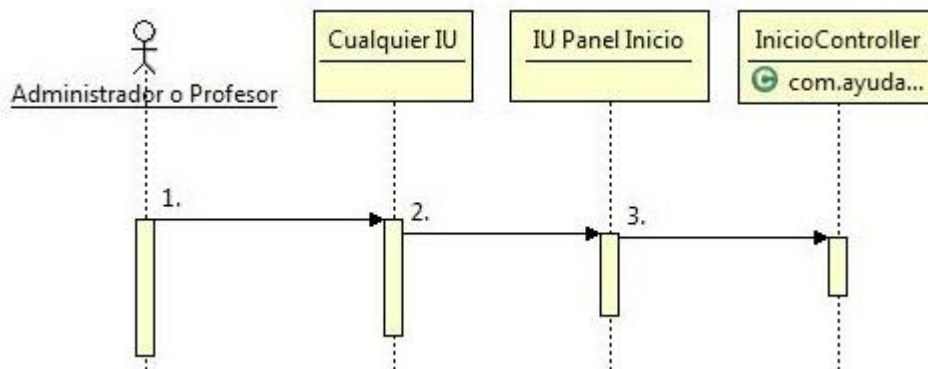 Cualquier IU
IU Panel Inicio
InicioController
com.ayuda...
Administrador o Profesor
1.
2.
3.